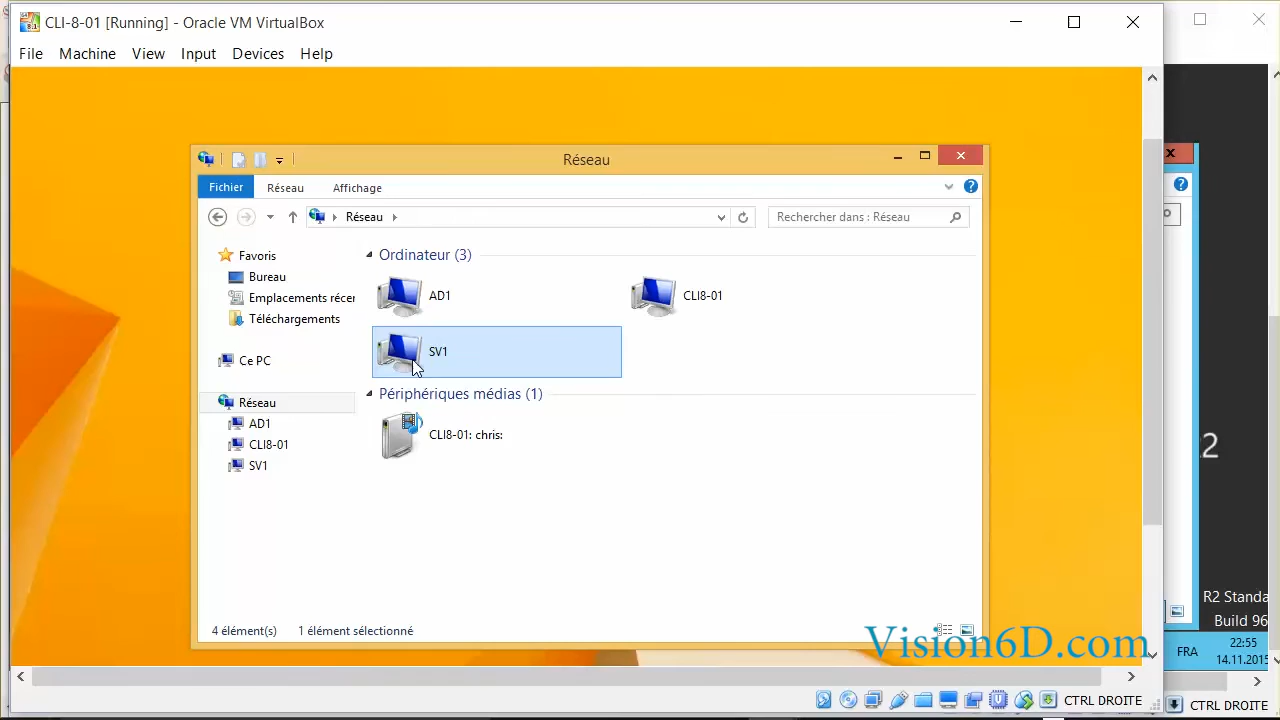 CLI-8-01 [Running] - Oracle VM VirtualBox
File Machine View Input Devices Help
Réseau
Fichier Réseau Affichage
Réseau
Rechercher dans : Réseau
Favoris
Bureau
Emplacements récer
Téléchargements
Ce PC
Réseau
AD1
CLI8-01
SV1
Ordinateur (3)
AD1
CLI8-01
SV1
Périphériques médias (1)
CLI8-01: chris:
4 élément(s) 1 élément sélectionné
Vision6D.com
CTRL DROITE
R2 Standa
Build 96
FRA
22:55
14.11.2015
CTRL DROITE